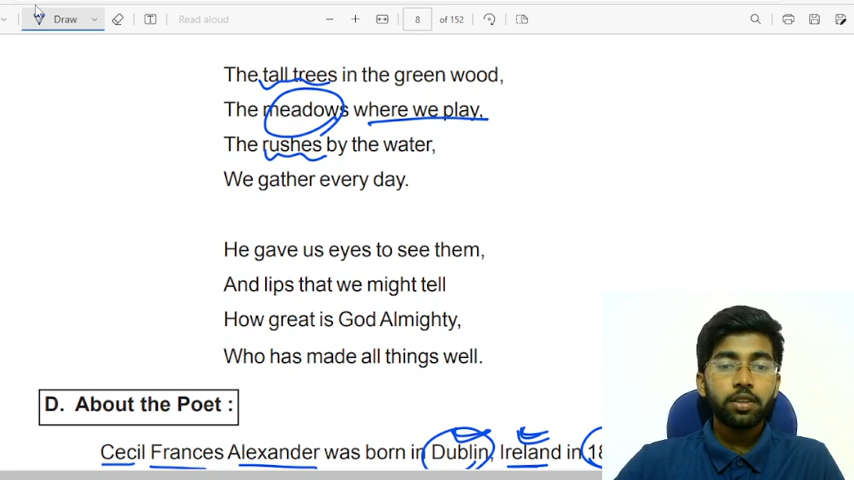 Draw
Read aloud
8 of 152
The tall trees in the green wood,
The meadows where we play,
The rushes by the water,
We gather every day.
He gave us eyes to see them,
And lips that we might tell
How great is God Almighty,
Who has made all things well.
D. About the Poet :
Cecil Frances Alexander was born in Dublin, Ireland in 18